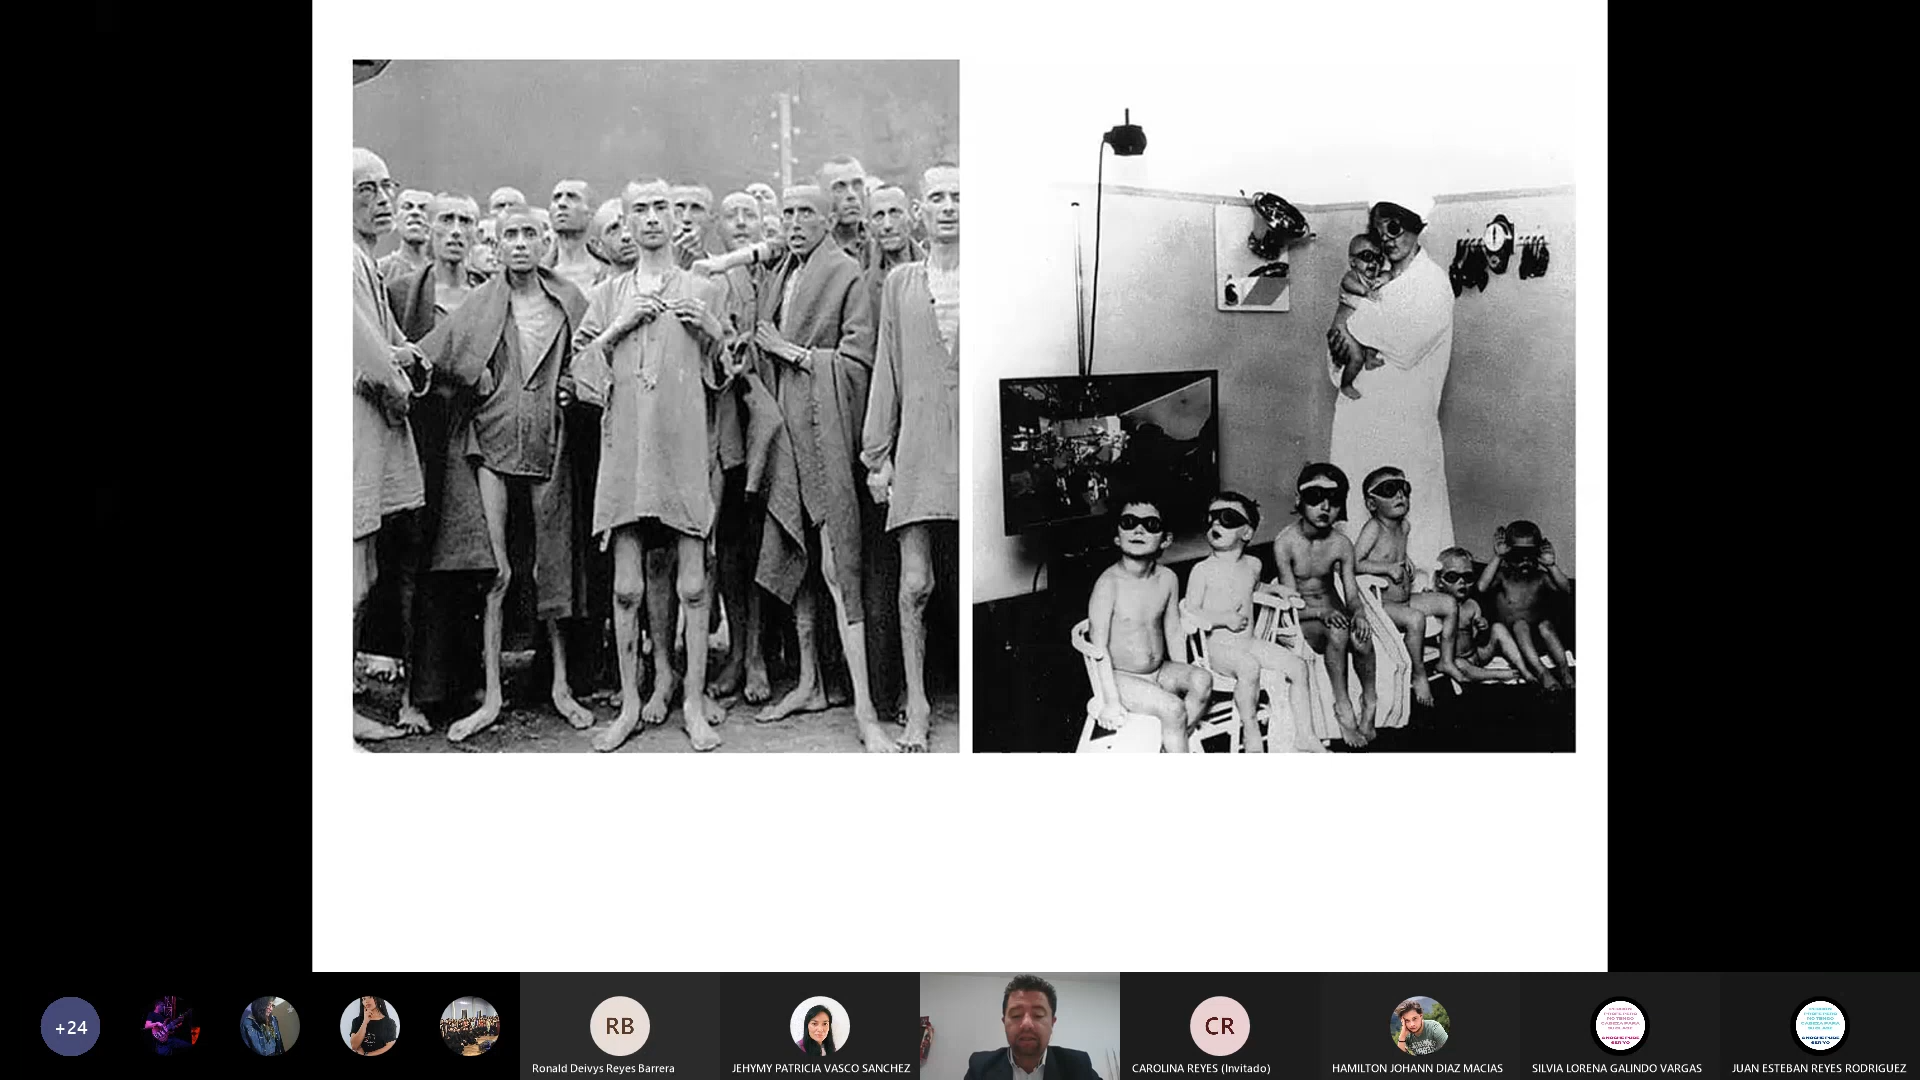 +24
RB
Ronald Deivys Reyes Barrera
JEHYMY PATRICIA VASCO SANCHEZ
CR
CAROLINA REYES (Invitado)
HAMILTON JOHANN DIAZ MACIAS
SILVIA LORENA GALINDO VARGAS
JUAN ESTEBAN REYES RODRIGUEZ